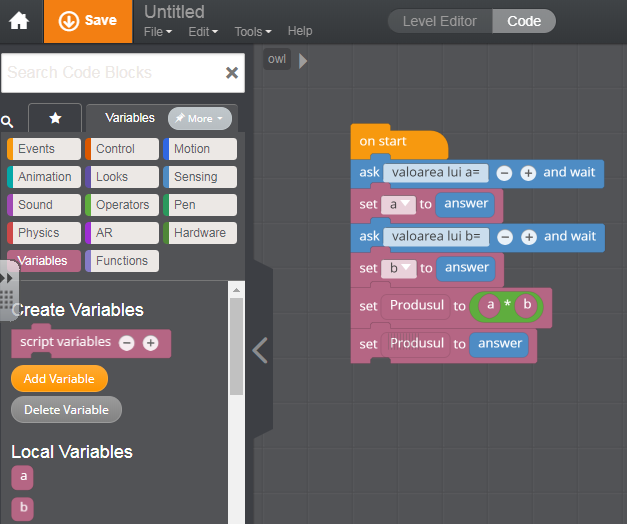 Save
Untitled
File Edit Tools Help
Level Editor Code
Search Code Blocks
Variables More
Events Control Motion
Animation Looks Sensing
Sound Operators Pen
Physics AR Hardware
Variables Functions
Create Variables
script variables
Add Variable
Delete Variable
Local Variables
a
b
owl
on start
ask valoarea lui a= and wait
set a to answer
ask valoarea lui b= and wait
set b to answer
set Produsul to a * b
set Produsul to answer